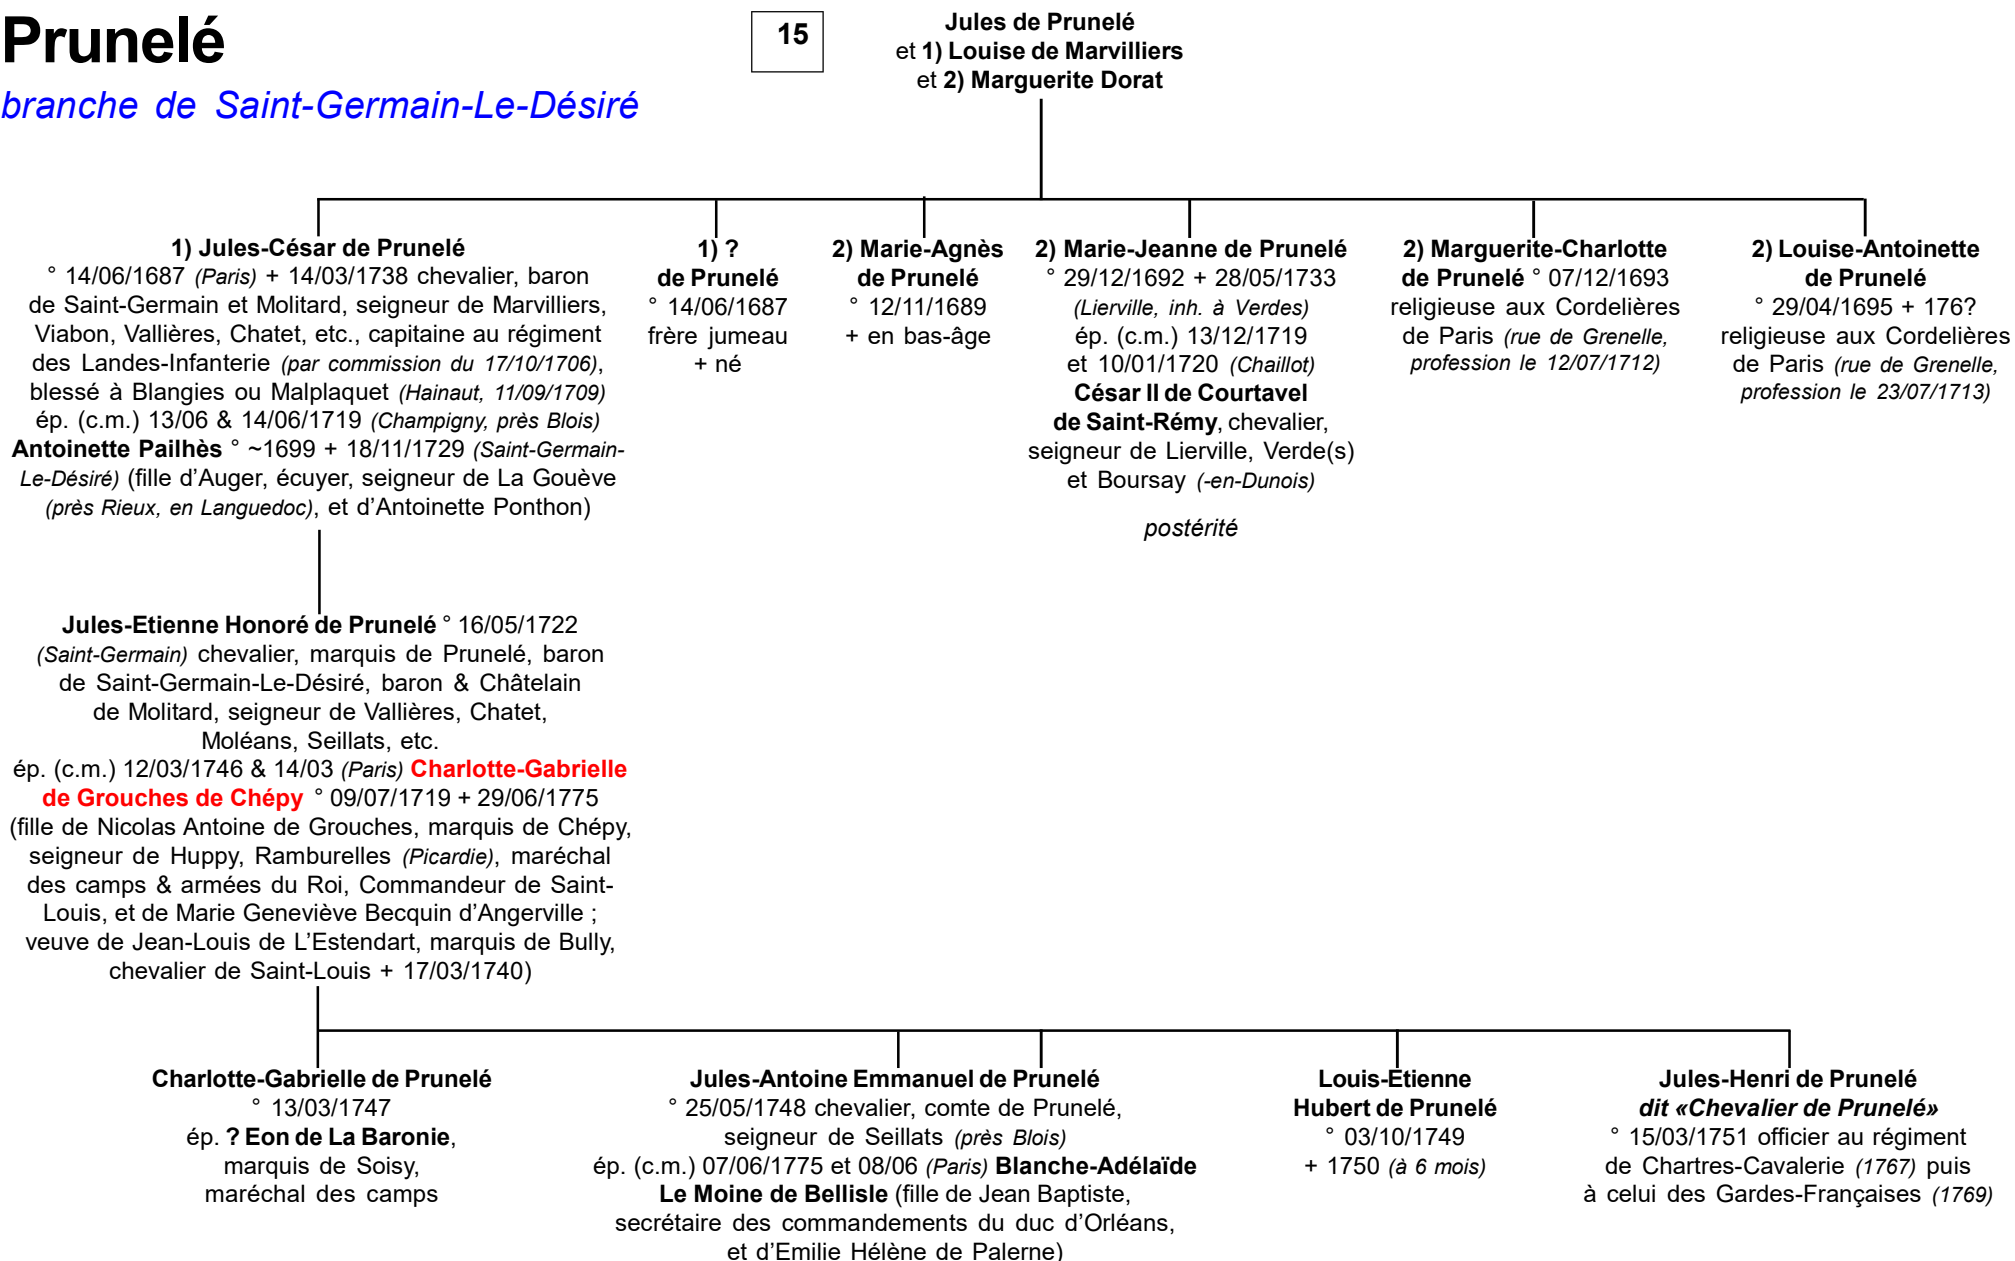 Prunelé
branche de Saint-Germain-Le-Désiré
15
Jules de Prunelé
et 1) Louise de Marvilliers
et 2) Marguerite Dorat
1) Jules-César de Prunelé
° 14/06/1687 (Paris) + 14/03/1738 chevalier, baron
de Saint-Germain et Molitard, seigneur de Marvilliers,
Viabon, Vallières, Chatet, etc., capitaine au régiment
des Landes-Infanterie (par commission du 17/10/1706),
blessé à Blangies ou Malplaquet (Hainaut, 11/09/1709)
ép. (c.m.) 13/06 & 14/06/1719 (Champigny, près Blois)
Antoinette Pailhès ° ~1699 + 18/11/1729 (Saint-Germain-
Le-Désiré) (fille d'Auger, écuyer, seigneur de La Gouève
(près Rieux, en Languedoc), et d'Antoinette Ponthon)
1) ?
de Prunelé
° 14/06/1687
frère jumeau
+ né
2) Marie-Agnès
de Prunelé
° 12/11/1689
+ en bas-âge
2) Marie-Jeanne de Prunelé
° 29/12/1692 + 28/05/1733
(Lierville, inh. à Verdes)
ép. (c.m.) 13/12/1719
et 10/01/1720 (Chaillot)
César II de Courtavel
de Saint-Rémy, chevalier,
seigneur de Lierville, Verde(s)
et Boursay (-en-Dunois)
postérité
2) Marguerite-Charlotte
de Prunelé ° 07/12/1693
religieuse aux Cordelières
de Paris (rue de Grenelle,
profession le 12/07/1712)
2) Louise-Antoinette
de Prunelé
° 29/04/1695 + 176?
religieuse aux Cordelières
de Paris (rue de Grenelle,
profession le 23/07/1713)
Jules-Etienne Honoré de Prunelé ° 16/05/1722
(Saint-Germain) chevalier, marquis de Prunelé, baron
de Saint-Germain-Le-Désiré, baron & Châtelain
de Molitard, seigneur de Vallières, Chatet,
Moléans, Seillats, etc.
ép. (c.m.) 12/03/1746 & 14/03 (Paris) Charlotte-Gabrielle
de Grouches de Chépy ° 09/07/1719 + 29/06/1775
(fille de Nicolas Antoine de Grouches, marquis de Chépy,
seigneur de Huppy, Ramburelles (Picardie), maréchal
des camps & armées du Roi, Commandeur de Saint-
Louis, et de Marie Geneviève Becquin d'Angerville ;
veuve de Jean-Louis de L'Estendart, marquis de Bully,
chevalier de Saint-Louis + 17/03/1740)
Charlotte-Gabrielle de Prunelé
° 13/03/1747
ép. ? Eon de La Baronie,
marquis de Soisy,
maréchal des camps
Jules-Antoine Emmanuel de Prunelé
° 25/05/1748 chevalier, comte de Prunelé,
seigneur de Seillats (près Blois)
ép. (c.m.) 07/06/1775 et 08/06 (Paris) Blanche-Adélaïde
Le Moine de Bellisle (fille de Jean Baptiste,
secrétaire des commandements du duc d'Orléans,
et d'Emilie Hélène de Palerne)
Louis-Etienne
Hubert de Prunelé
° 03/10/1749
+ 1750 (à 6 mois)
Jules-Henri de Prunelé
dit «Chevalier de Prunelé»
° 15/03/1751 officier au régiment
de Chartres-Cavalerie (1767) puis
à celui des Gardes-Françaises (1769)